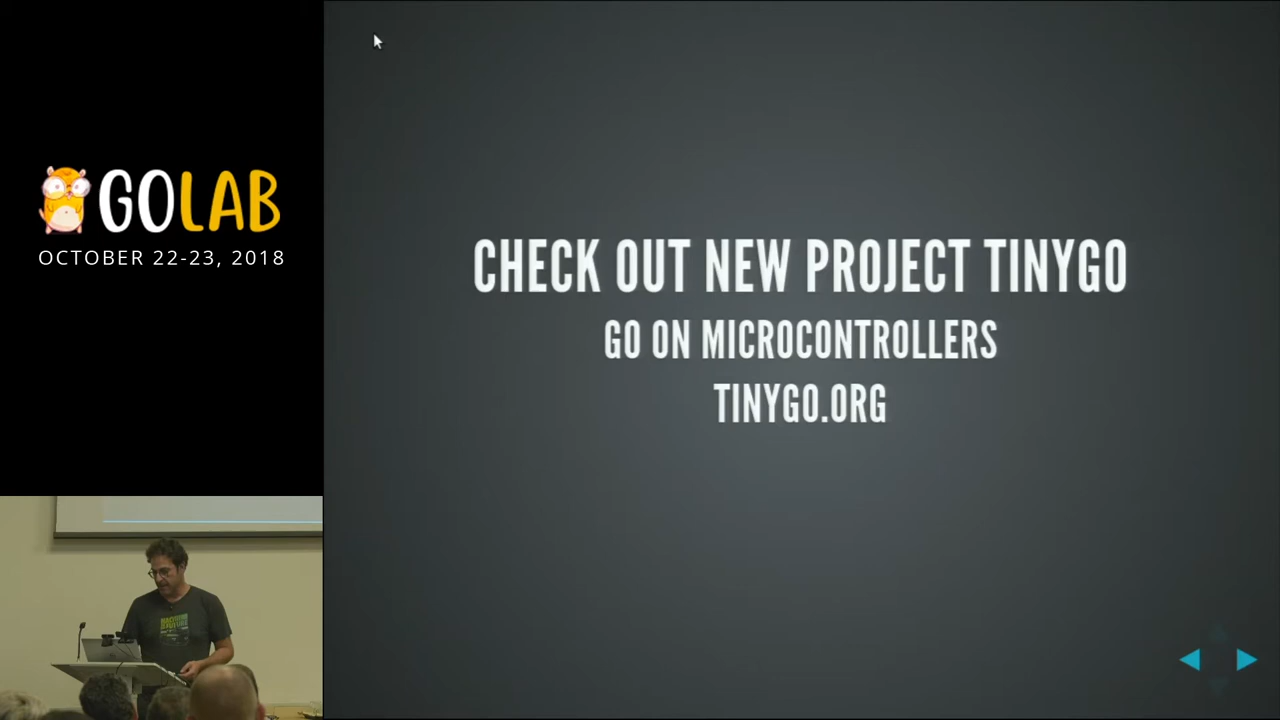 GOLAB
OCTOBER 22-23, 2018
CHECK OUT NEW PROJECT TINYGO
GO ON MICROCONTROLLERS
TINYGO.ORG